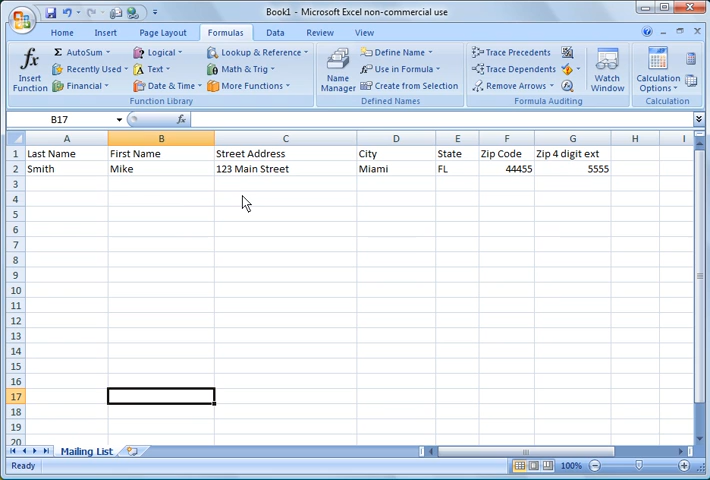 Book1 - Microsoft Excel non-commercial use
Home Insert Page Layout Formulas Data Review View
fx Insert Function
Σ AutoSum
Recently Used
Financial
Logical
Text
Date & Time
Lookup & Reference
Math & Trig
More Functions
Function Library
Name Manager
Define Name
Use in Formula
Create from Selection
Defined Names
Trace Precedents
Trace Dependents
Remove Arrows
Watch Window
Formula Auditing
Calculation Options
Calculation
B17 fx
A B C D E F G H I
1 Last Name First Name Street Address City State Zip Code Zip 4 digit ext
2 Smith Mike 123 Main Street Miami FL 44455 5555
3
4
5
6
7
8
9
10
11
12
13
14
15
16
17
18
19
20
Mailing List
Ready 100%